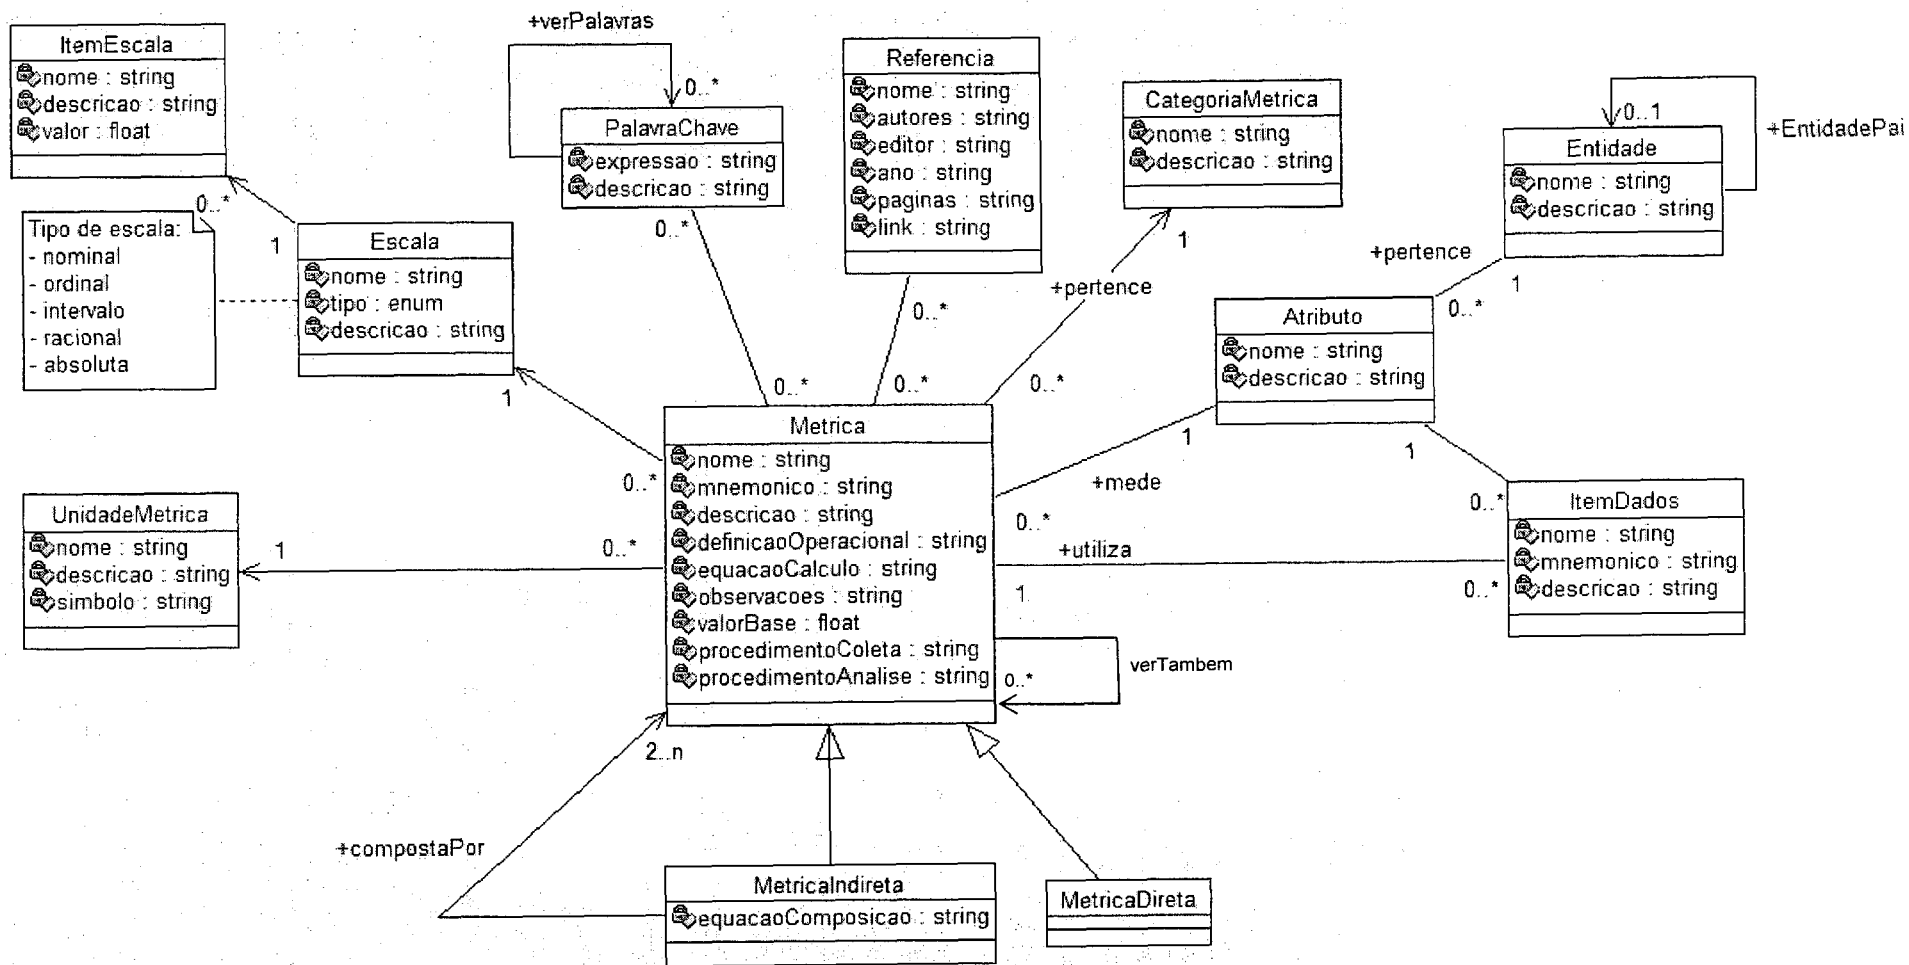 +verPalavras
0..*
ItemEscala
nome : string
descricao : string
valor : float
0..*
1
Tipo de escala:
- nominal
- ordinal
- intervalo
- racional
- absoluta
Escala
nome : string
tipo : enum
descricao : string
1
0..*
PalavraChave
expressao : string
descricao : string
0..*
0..*
Referencia
nome : string
autores : string
editor : string
ano : string
paginas : string
link : string
0..*
0..*
CategoriaMetrica
nome : string
descricao : string
1
+pertence
0..*
0..1
+EntidadePai
Entidade
nome : string
descricao : string
+pertence
1
0..*
Atributo
nome : string
descricao : string
1
1
+mede
0..*
0..*
ItemDados
nome : string
mnemonico : string
descricao : string
+utiliza
1
0..*
Metrica
nome : string
mnemonico : string
descricao : string
definicaoOperacional : string
equacaoCalculo : string
observacoes : string
valorBase : float
procedimentoColeta : string
procedimentoAnalise : string
UnidadeMetrica
nome : string
descricao : string
simbolo : string
1
0..*
verTambem
0..*
2..n
+compostaPor
MetricaIndireta
equacaoComposicao : string
MetricaDireta